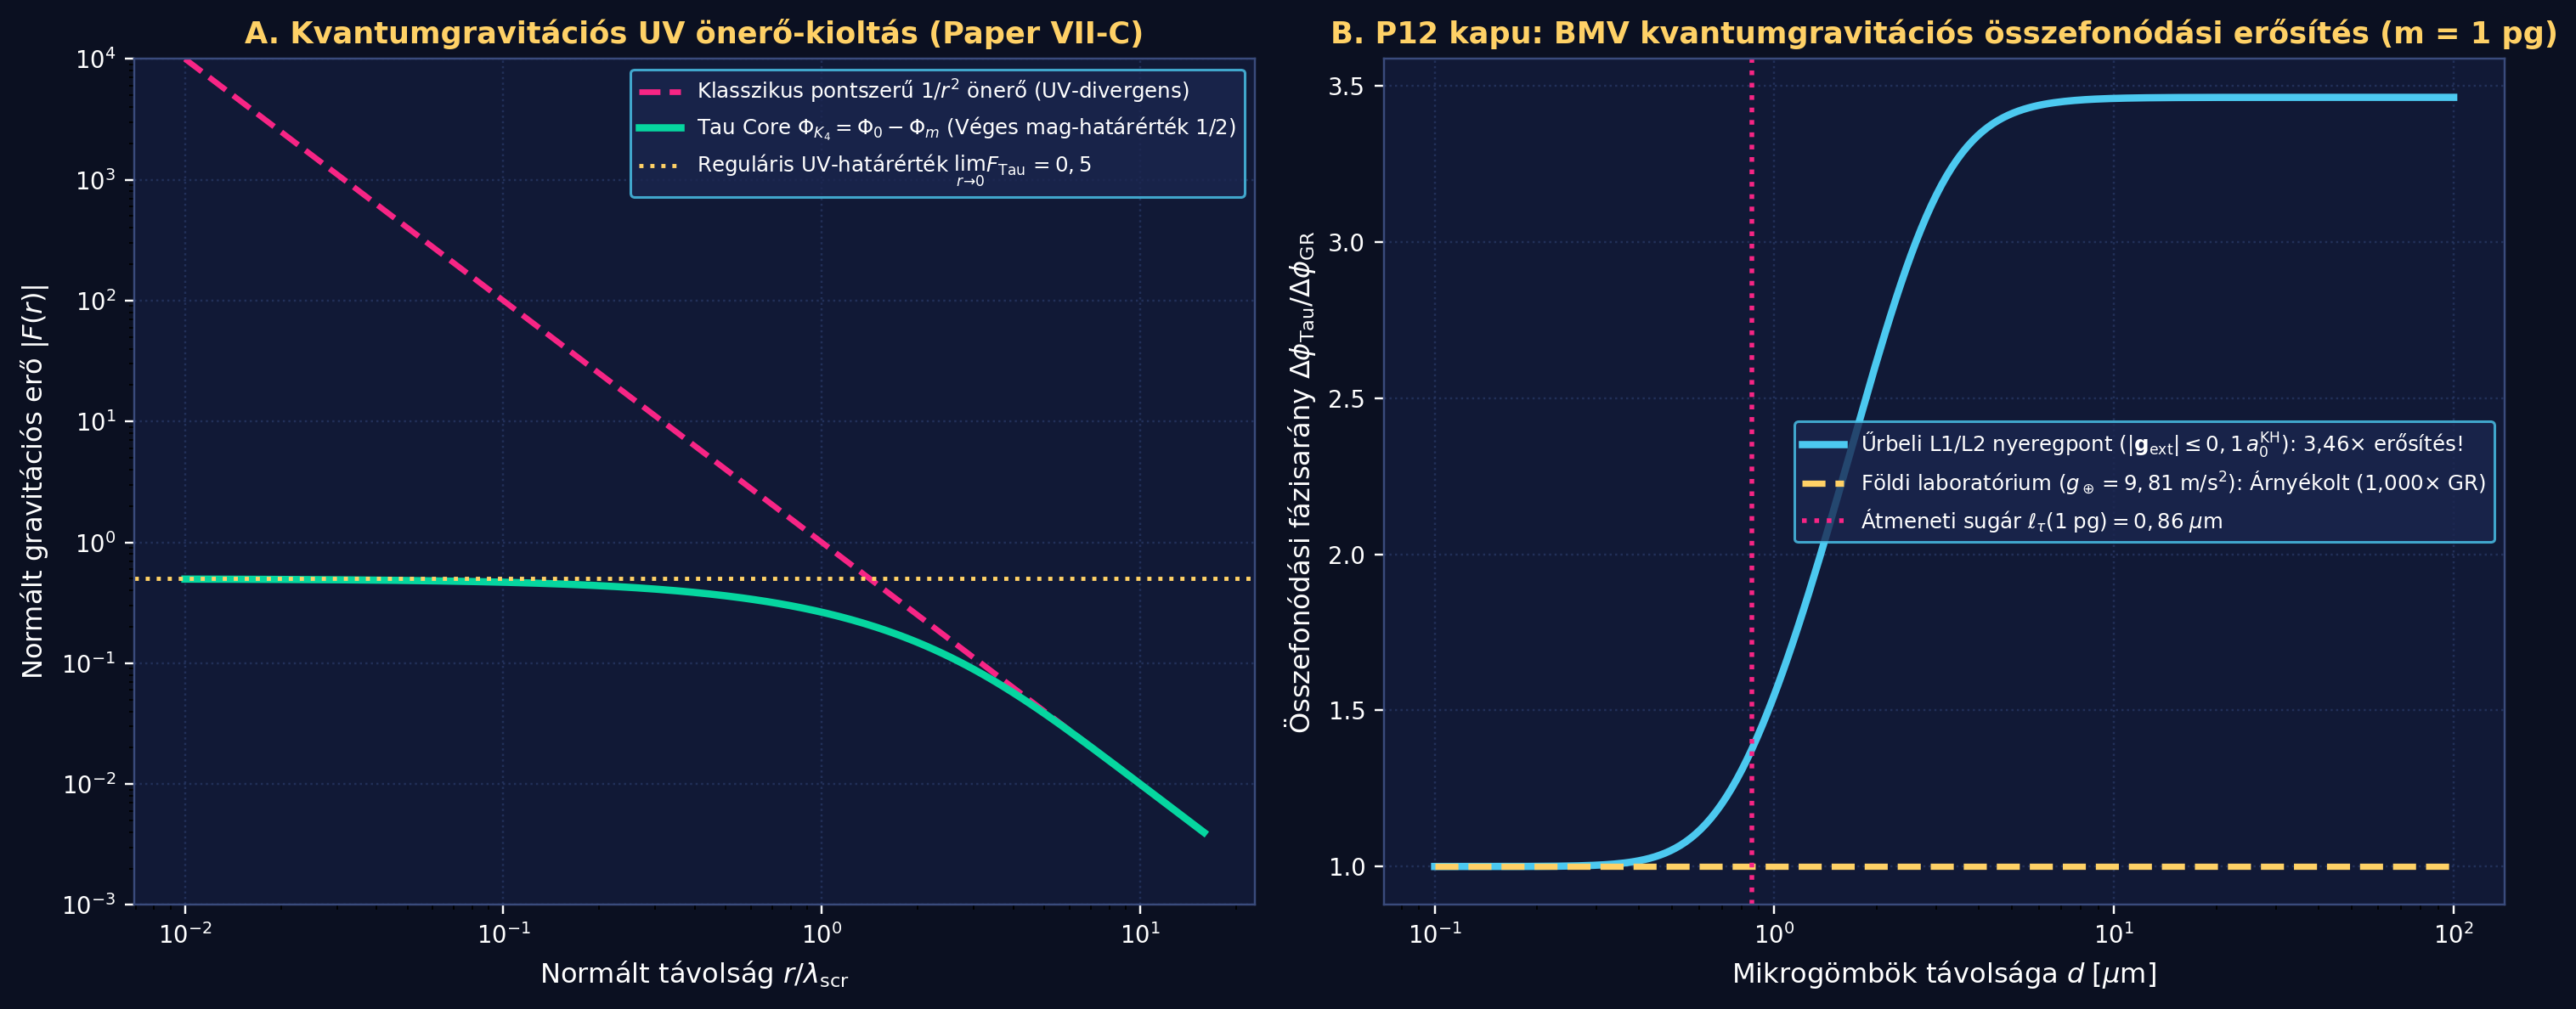 A. Kvantumgravitációs UV önerő-kioltás (Paper VII-C)
Klasszikus pontszerű 1/r² önerő (UV-divergens)
Tau Core Φ_{K₄} = Φ₀ − Φₘ (Véges mag-határérték 1/2)
Reguláris UV-határérték lim_{r→0} F_Tau = 0, 5
Normált gravitációs erő |F(r)|
10⁴
10³
10²
10¹
10⁰
10⁻¹
10⁻²
10⁻³
10⁻²
10⁻¹
10⁰
10¹
Normált távolság r/λ_scr
B. P12 kapu: BMV kvantumgravitációs összefonódási erősítés (m = 1 pg)
Összefonódási fázisarány Δϕ_Tau/Δϕ_GR
3.5
3.0
2.5
2.0
1.5
1.0
Űrbeli L1/L2 nyeregpont (|g_ext| ≤ 0, 1 a₀^KH): 3,46× erősítés!
Földi laboratórium (g_⊕ = 9, 81 m/s²): Árnyékolt (1,000× GR)
Átmeneti sugár ℓ_τ(1 pg) = 0, 86 μm
10⁻¹
10⁰
10¹
10²
Mikrogömbök távolsága d [μm]